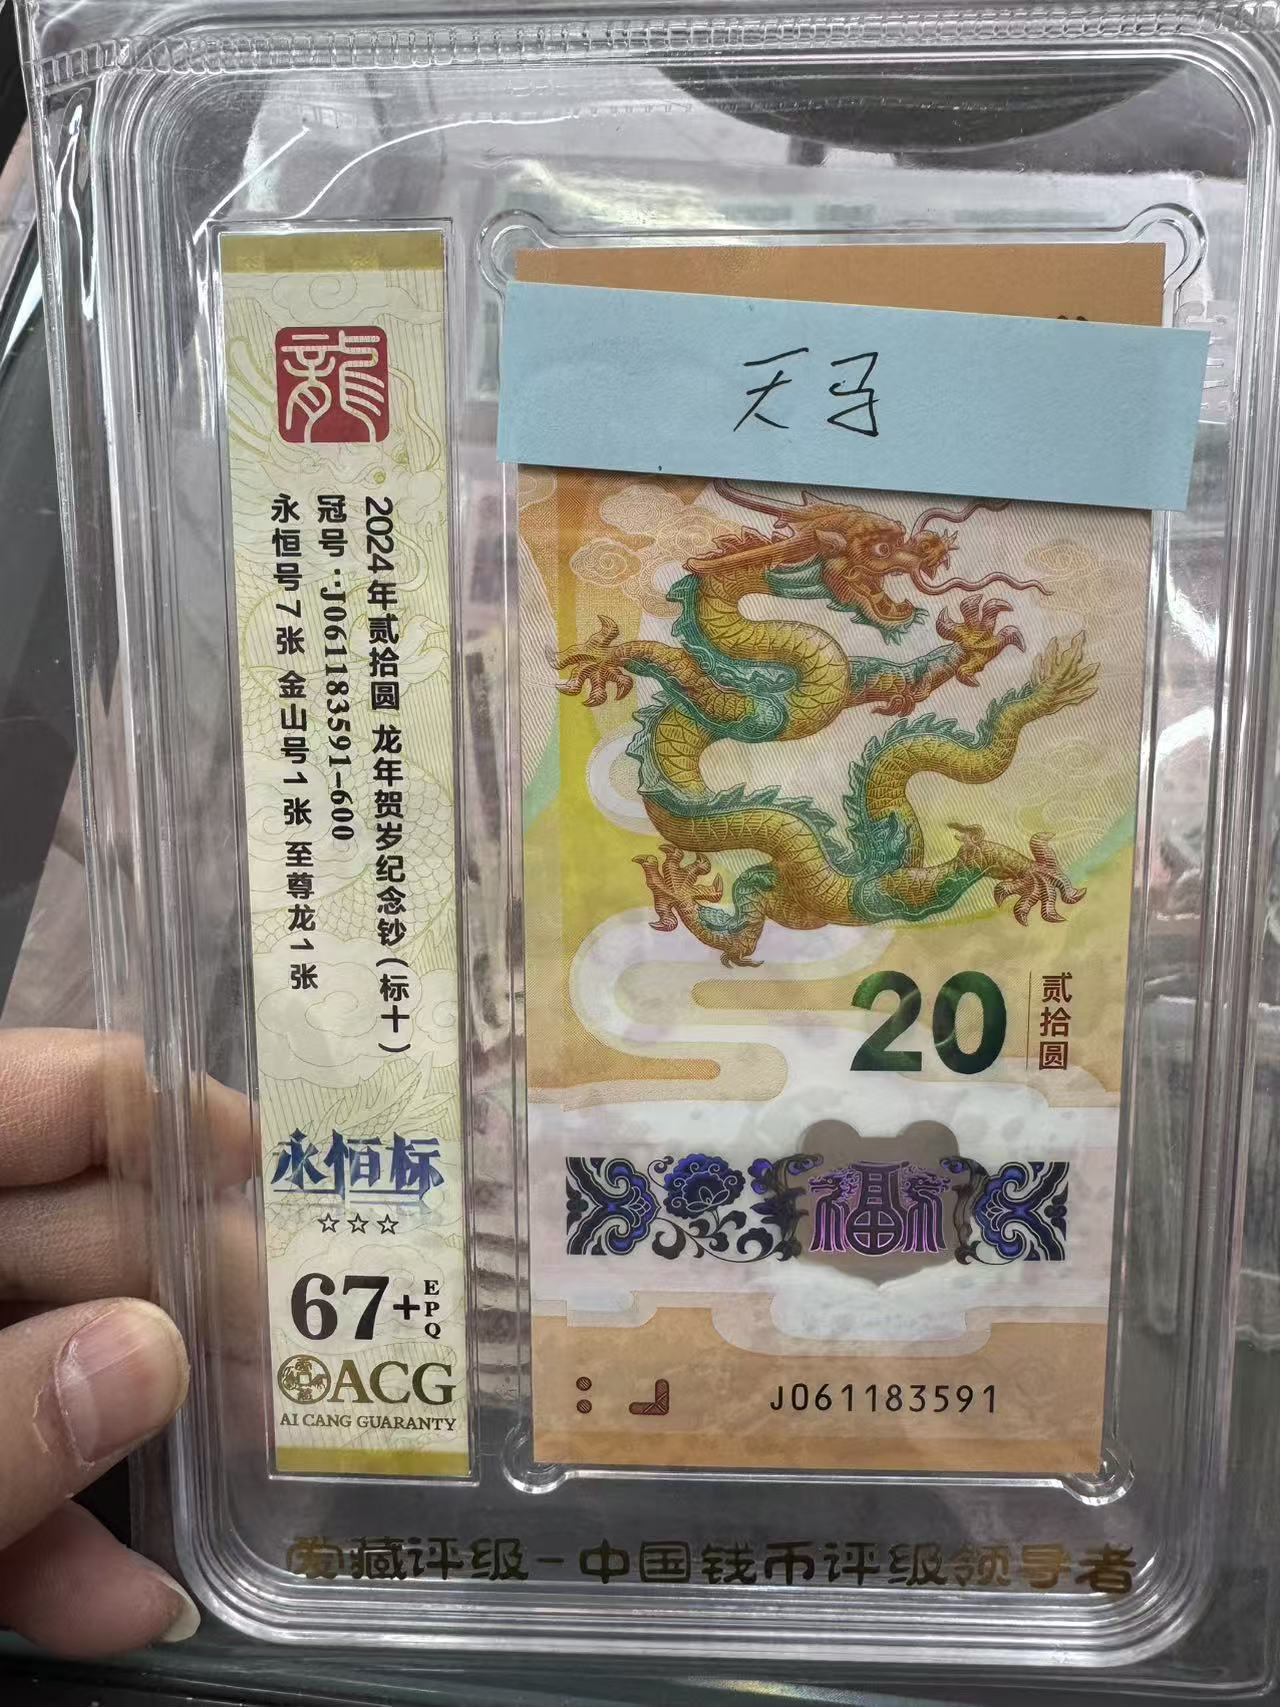 天马
龍
2024年贰拾圆 龙年贺岁纪念钞（标十）
冠号：J061183591-600
永恒号7张 金山号1张 至尊龙1张
永恒标
☆☆☆
67+EPQ
ACG
AI CANG GUARANTY
20
贰拾圆
福
J061183591
爱藏评级-中国钱币评级领导者